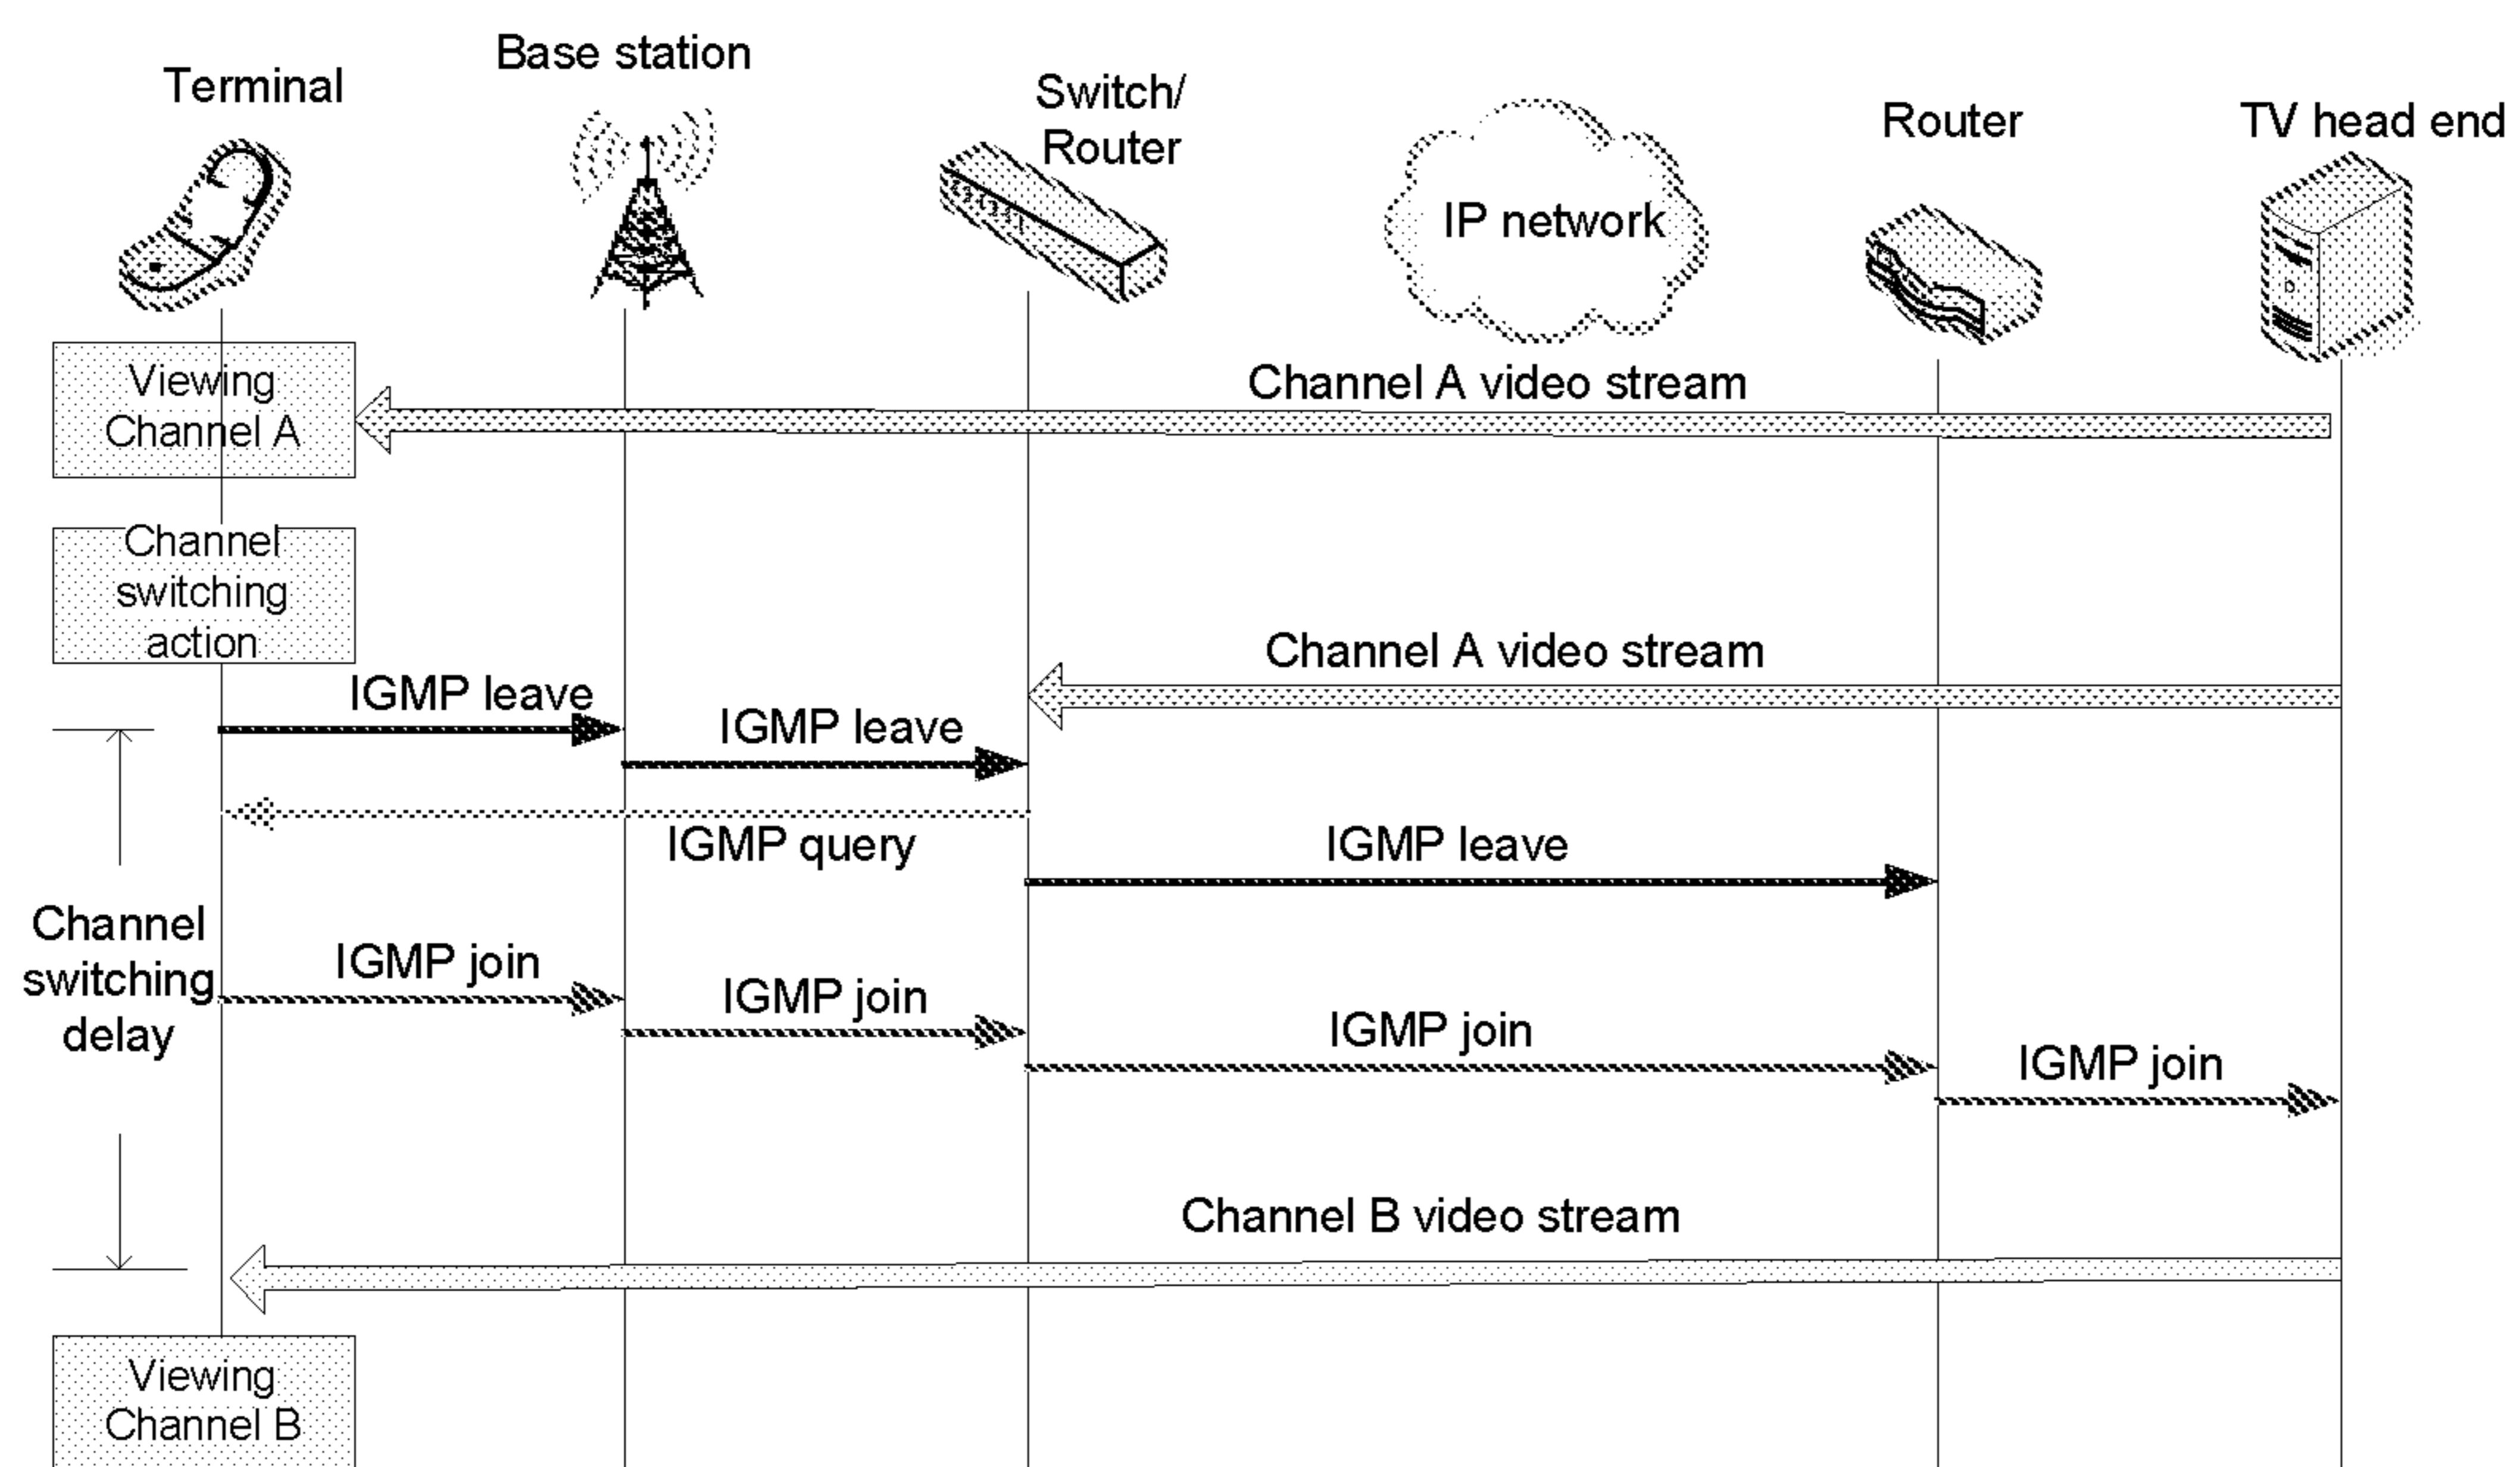 Terminal
Base station
Switch/
Router
IP network
Router
TV head end
Viewing
Channel A
Channel A video stream
Channel
switching
action
Channel A video stream
IGMP leave
IGMP leave
IGMP query
IGMP leave
Channel
switching
delay
IGMP join
IGMP join
IGMP join
IGMP join
Channel B video stream
Viewing
Channel B